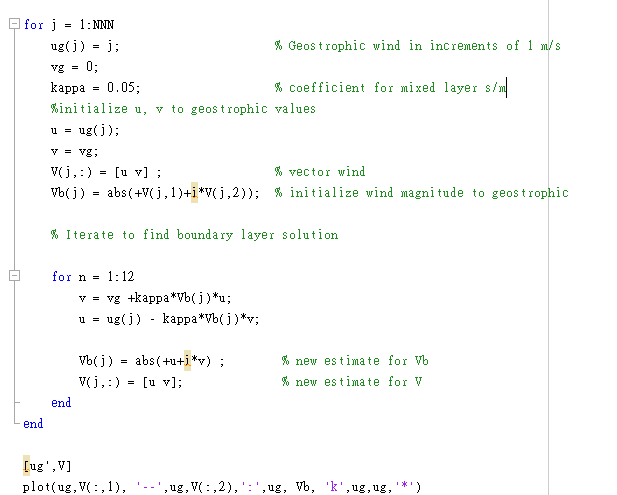 for j = 1:NNN
ug(j) = j; % Geostrophic wind in increments of 1 m/s
vg = 0;
kappa = 0.05; % coefficient for mixed layer s/m
%initialize u, v to geostrophic values
u = ug(j);
v = vg;
V(j,:) = [u v] ; % vector wind
Vb(j) = abs(+V(j,1)+i*V(j,2)); % initialize wind magnitude to geostrophic
% Iterate to find boundary layer solution
for n = 1:12
v = vg +kappa*Vb(j)*u;
u = ug(j) - kappa*Vb(j)*v;
Vb(j) = abs(+u+i*v) ; % new estimate for Vb
V(j,:) = [u v]; % new estimate for V
end
end
[ug',V]
plot(ug,V(:,1), '--',ug,V(:,2),':',ug, Vb, 'k',ug,ug,'*')